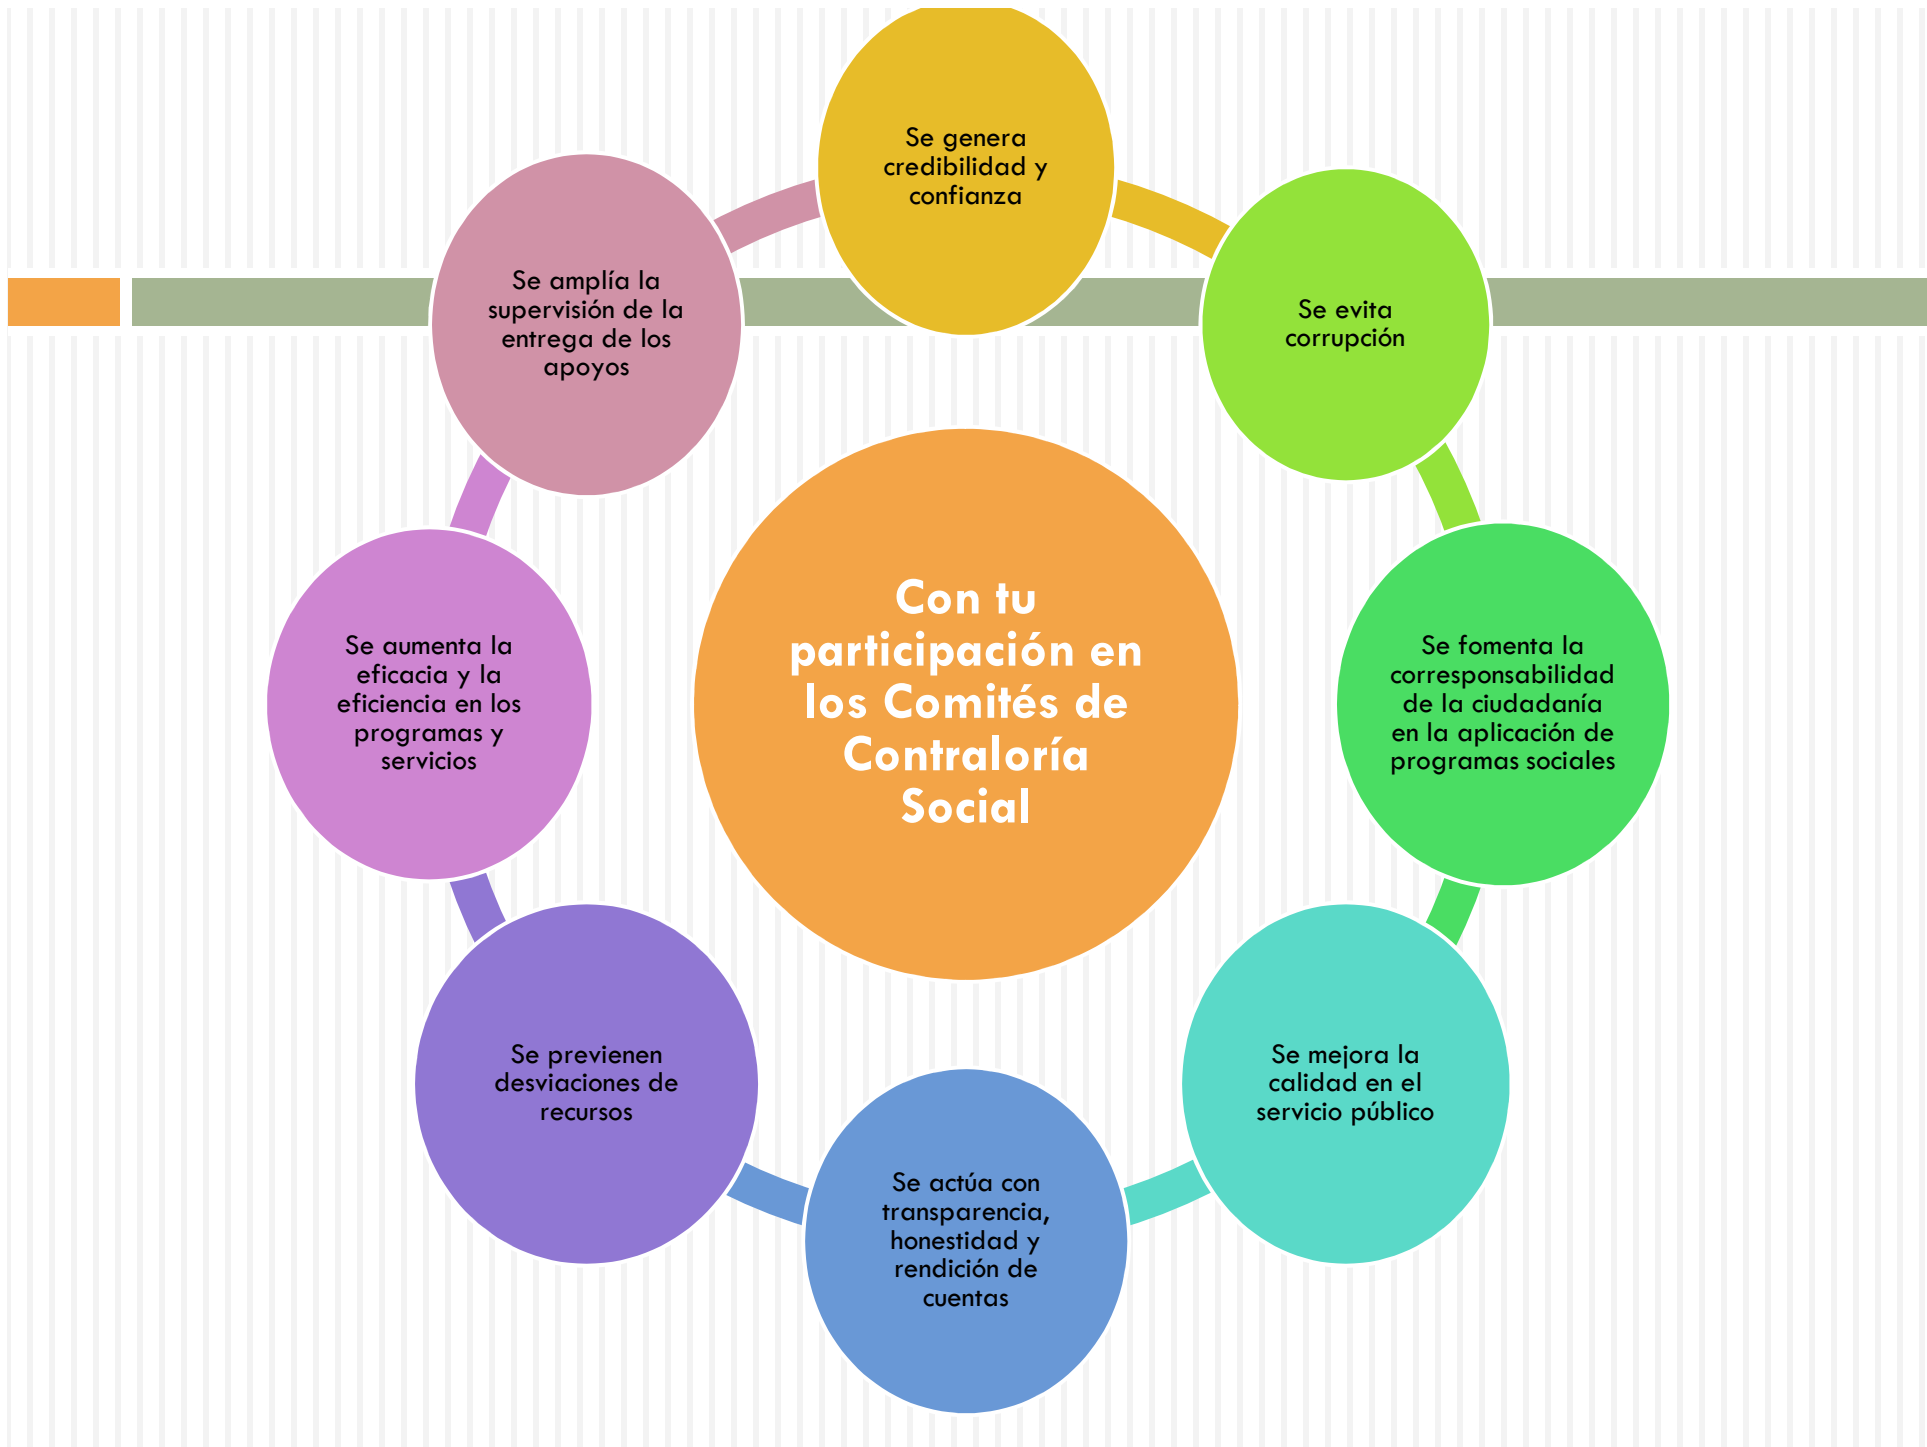 Se genera
credibilidad y
confianza
Se evita
corrupción
Se fomenta la
corresponsabilidad
de la ciudadanía
en la aplicación de
programas sociales
Se mejora la
calidad en el
servicio público
Se actúa con
transparencia,
honestidad y
rendición de
cuentas
Se previenen
desviaciones de
recursos
Se aumenta la
eficacia y la
eficiencia en los
programas y
servicios
Se amplía la
supervisión de la
entrega de los
apoyos
Con tu
participación en
los Comités de
Contraloría
Social